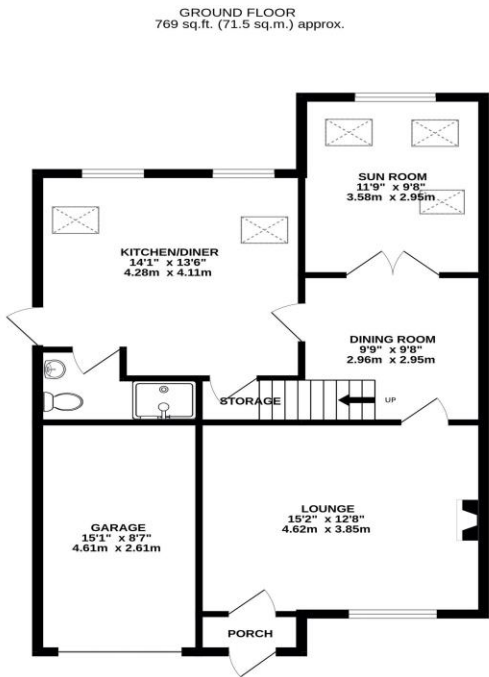 GROUND FLOOR
769 sq.ft. (71.5 sq.m.) approx.
SUN ROOM
11'9" x 9'8"
3.58m x 2.95m
KITCHEN/DINER
14'1" x 13'6"
4.28m x 4.11m
DINING ROOM
9'9" x 9'8"
2.96m x 2.95m
STORAGE
UP
LOUNGE
15'2" x 12'8"
4.62m x 3.85m
GARAGE
15'1" x 8'7"
4.61m x 2.61m
PORCH